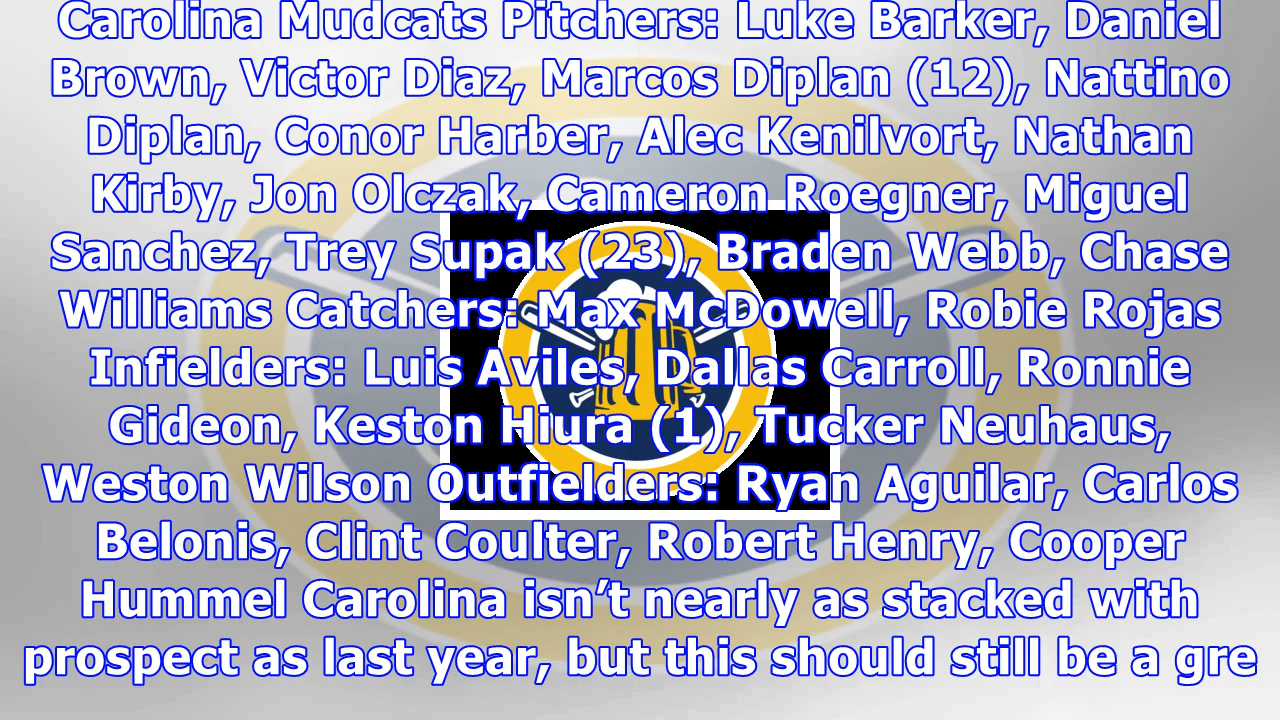 Carolina Mudcats Pitchers: Luke Barker, Daniel
Brown, Victor Diaz, Marcos Diplan (12), Nattino
Diplan, Conor Harber, Alec Kenilvort, Nathan
Kirby, Jon Olczak, Cameron Roegner, Miguel
Sanchez, Trey Supak (23), Braden Webb, Chase
Williams Catchers: Max McDowell, Robie Rojas
Infielders: Luis Aviles, Dallas Carroll, Ronnie
Gideon, Keston Hiura (1), Tucker Neuhaus,
Weston Wilson Outfielders: Ryan Aguilar, Carlos
Belonis, Clint Coulter, Robert Henry, Cooper
Hummel Carolina isn’t nearly as stacked with
prospect as last year, but this should still be a gre